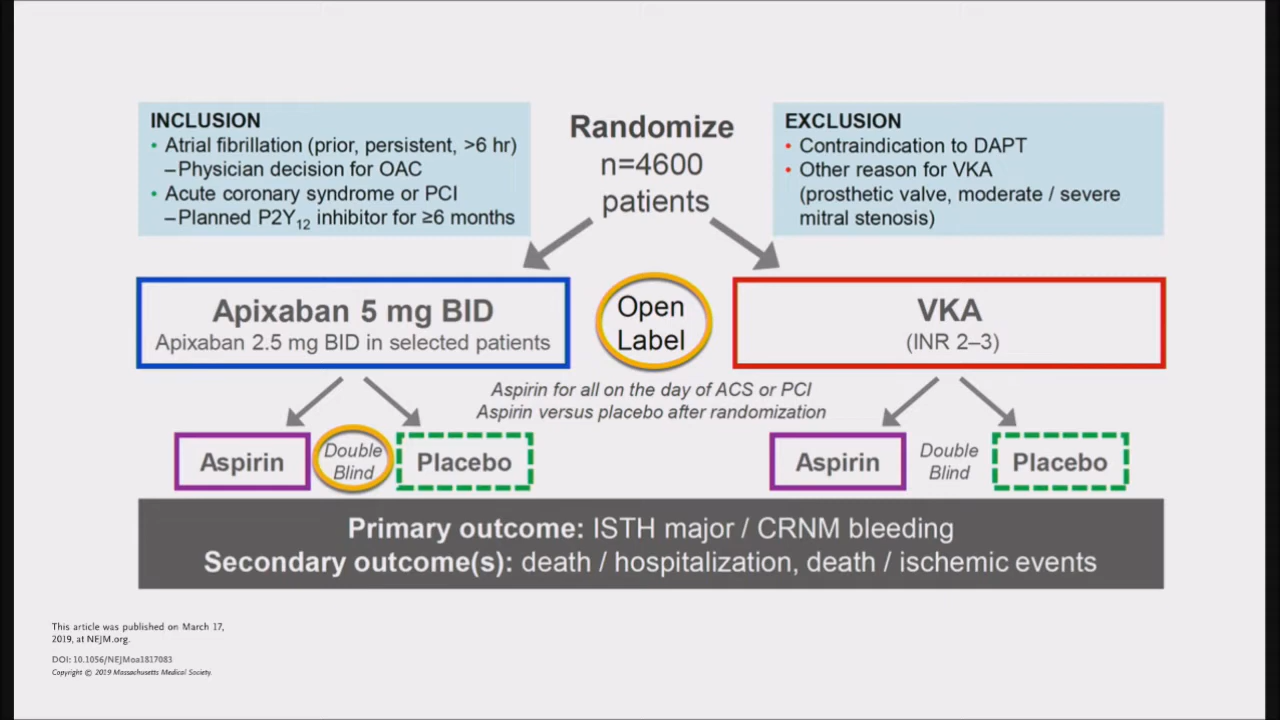 INCLUSION
• Atrial fibrillation (prior, persistent, >6 hr)
–Physician decision for OAC
• Acute coronary syndrome or PCI
–Planned P2Y12 inhibitor for ≥6 months
Randomize
n=4600
patients
EXCLUSION
• Contraindication to DAPT
• Other reason for VKA
(prosthetic valve, moderate / severe
mitral stenosis)
Apixaban 5 mg BID
Apixaban 2.5 mg BID in selected patients
Open
Label
VKA
(INR 2–3)
Aspirin for all on the day of ACS or PCI
Aspirin versus placebo after randomization
Aspirin
Double
Blind
Placebo
Aspirin
Double
Blind
Placebo
Primary outcome: ISTH major / CRNM bleeding
Secondary outcome(s): death / hospitalization, death / ischemic events
This article was published on March 17,
2019, at NEJM.org.
DOI: 10.1056/NEJMoa1817083
Copyright © 2019 Massachusetts Medical Society.